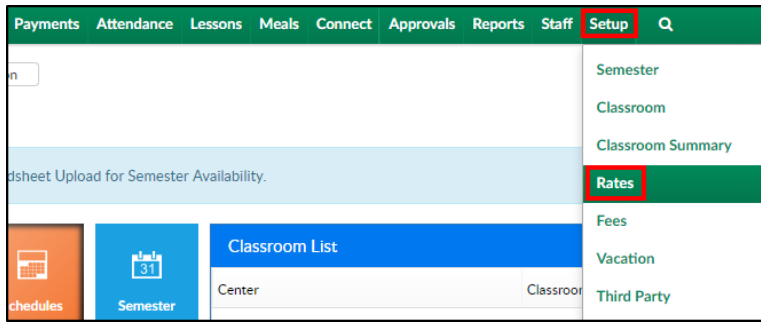 Payments Attendance Lessons Meals Connect Approvals Reports Staff Setup
on
Semester
Classroom
Classroom Summary
dsheet Upload for Semester Availability.
Rates
Fees
Classroom List
Vacation
31
Center Classroor
Third Party
chedules Semester